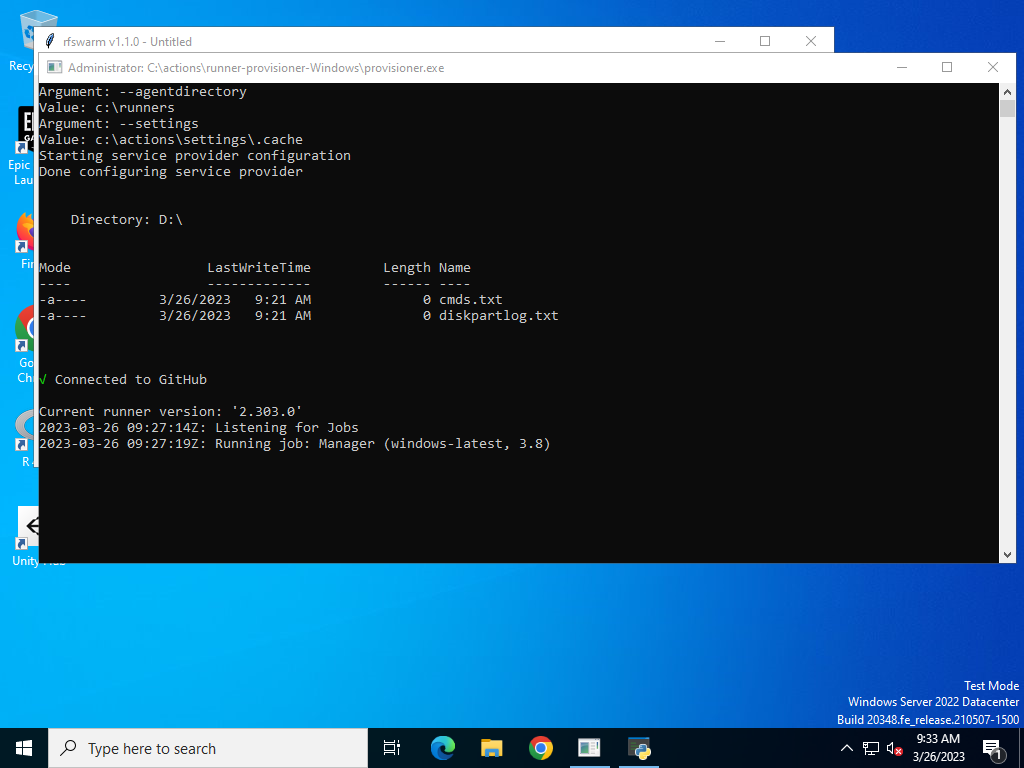 Recy
rfswarm v1.1.0 - Untitled
Administrator: C:\actions\runner-provisioner-Windows\provisioner.exe
Argument: --agentdirectory
Value: c:\runners
Argument: --settings
Value: c:\actions\settings\.cache
Starting service provider configuration
Done configuring service provider
Directory: D:\
Mode LastWriteTime Length Name
---- ------------- ------ ----
-a---- 3/26/2023 9:21 AM 0 cmds.txt
-a---- 3/26/2023 9:21 AM 0 diskpartlog.txt
√ Connected to GitHub
Current runner version: '2.303.0'
2023-03-26 09:27:14Z: Listening for Jobs
2023-03-26 09:27:19Z: Running job: Manager (windows-latest, 3.8)
Epic
Lau
Fir
Go
Ch
R
Unity Hub
Test Mode
Windows Server 2022 Datacenter
Build 20348.fe_release.210507-1500
Type here to search
9:33 AM
3/26/2023
1